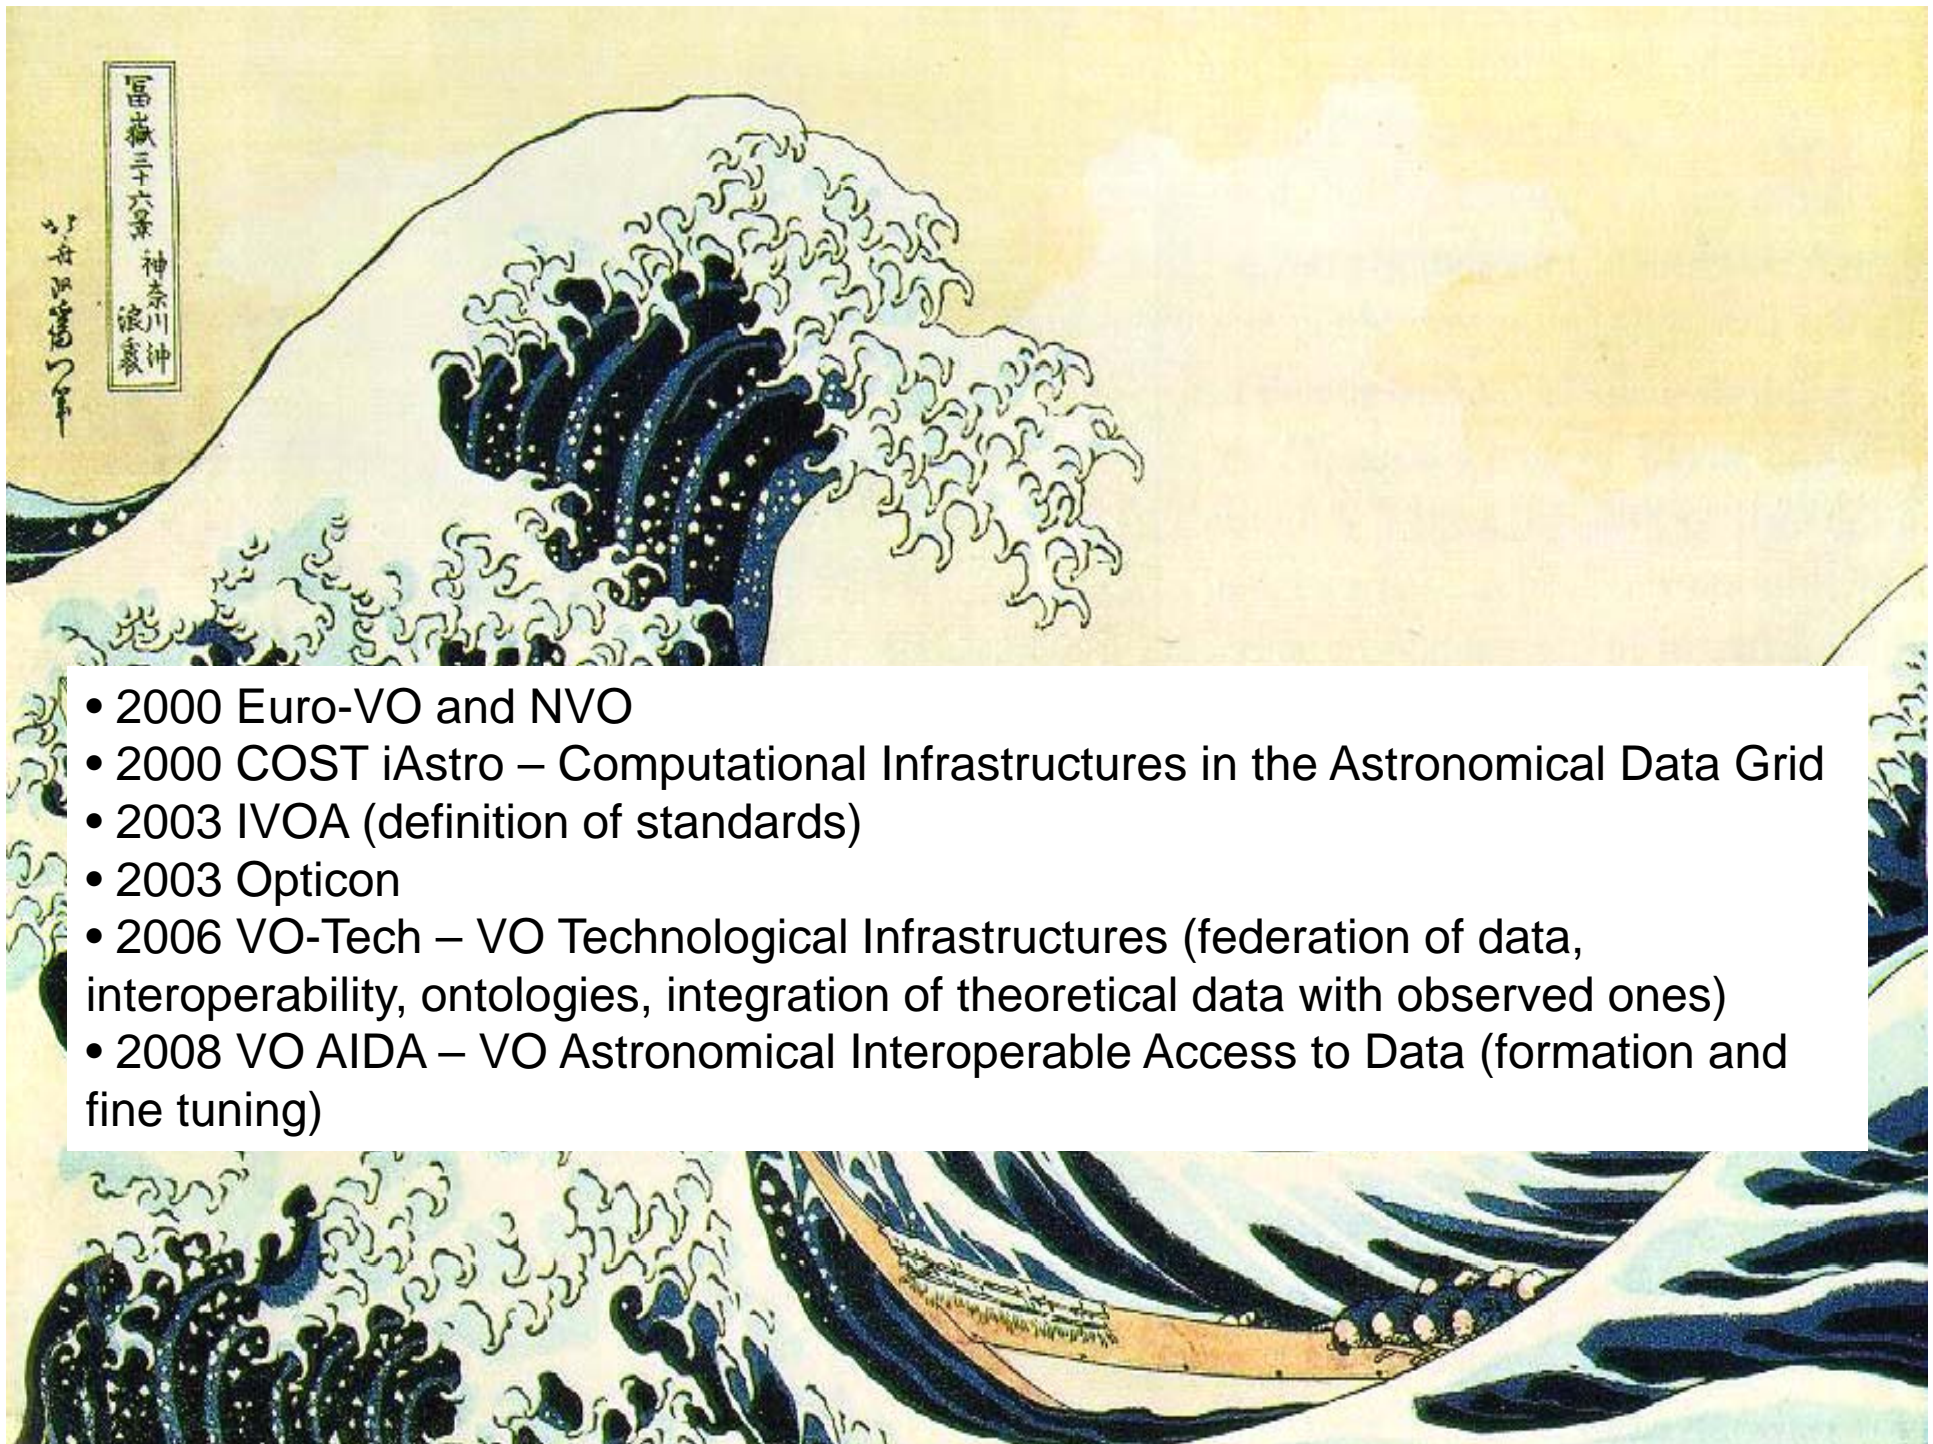 冨嶽三十六景
神奈川沖
浪裏
• 2000 Euro-VO and NVO
• 2000 COST iAstro – Computational Infrastructures in the Astronomical Data Grid
• 2003 IVOA (definition of standards)
• 2003 Opticon
• 2006 VO-Tech – VO Technological Infrastructures (federation of data,
interoperability, ontologies, integration of theoretical data with observed ones)
• 2008 VO AIDA – VO Astronomical Interoperable Access to Data (formation and
fine tuning)